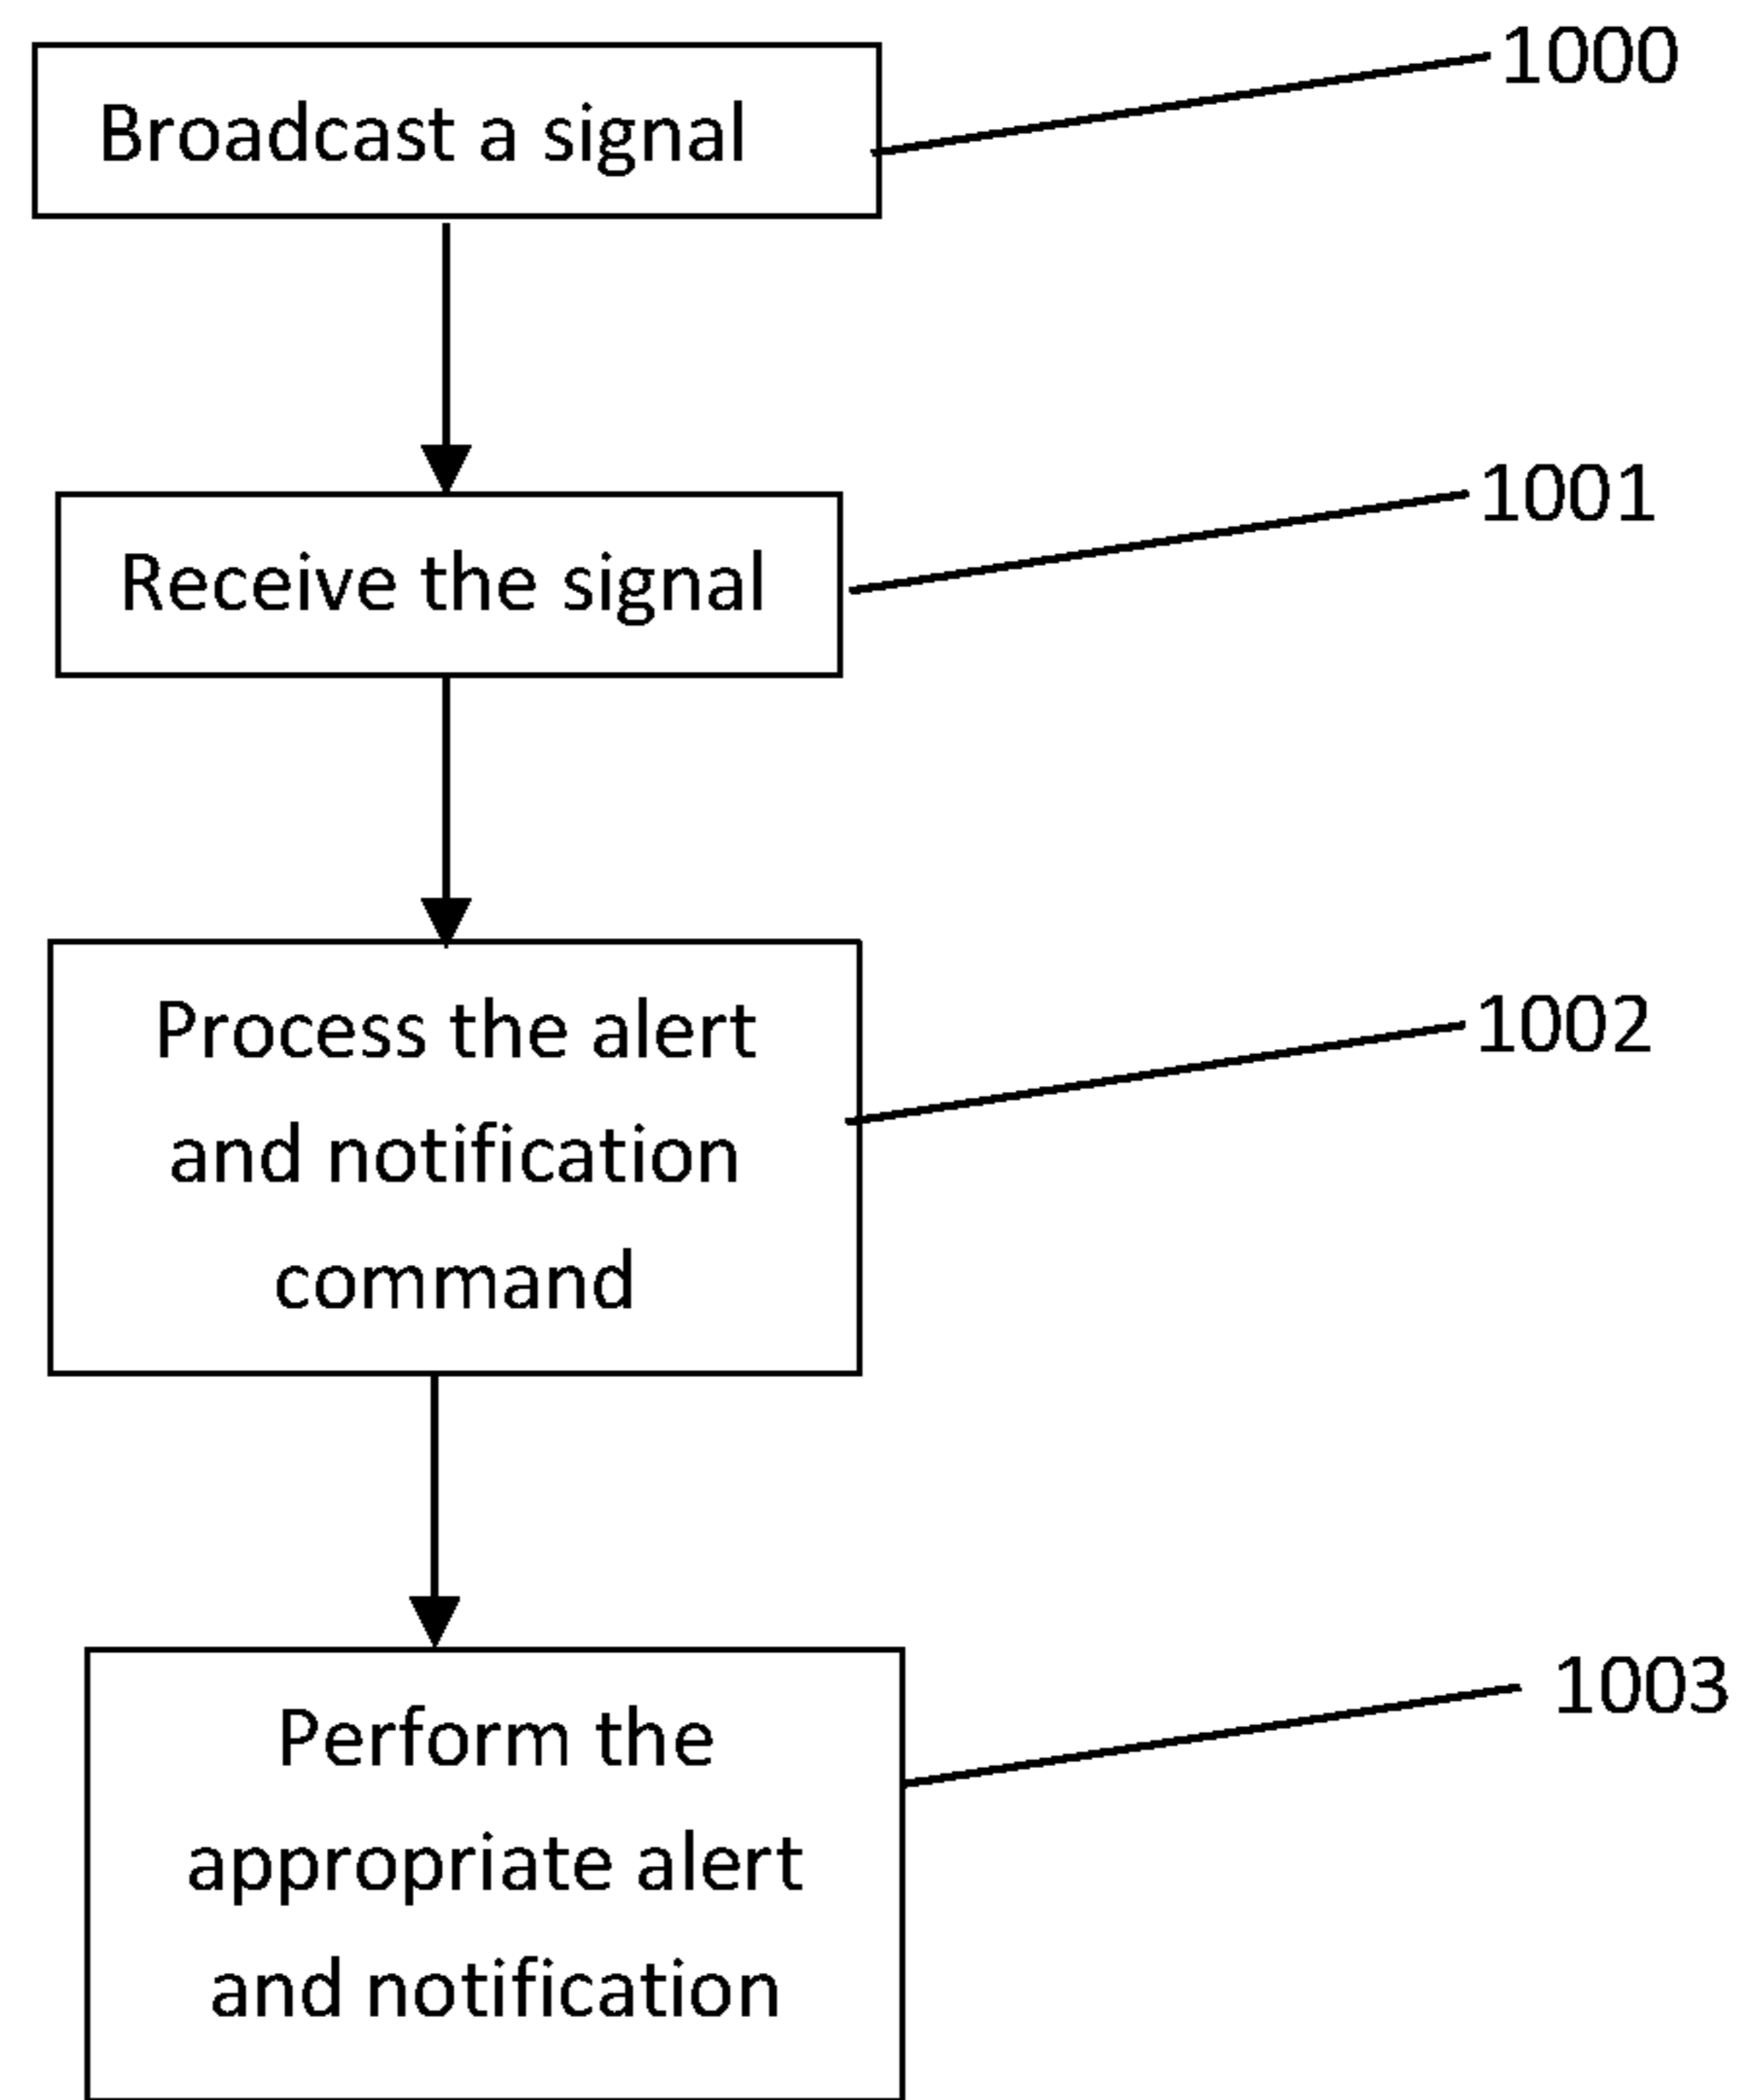 Broadcast a signal
1000
Receive the signal
1001
Process the alert
and notification
command
1002
Perform the
appropriate alert
and notification
1003